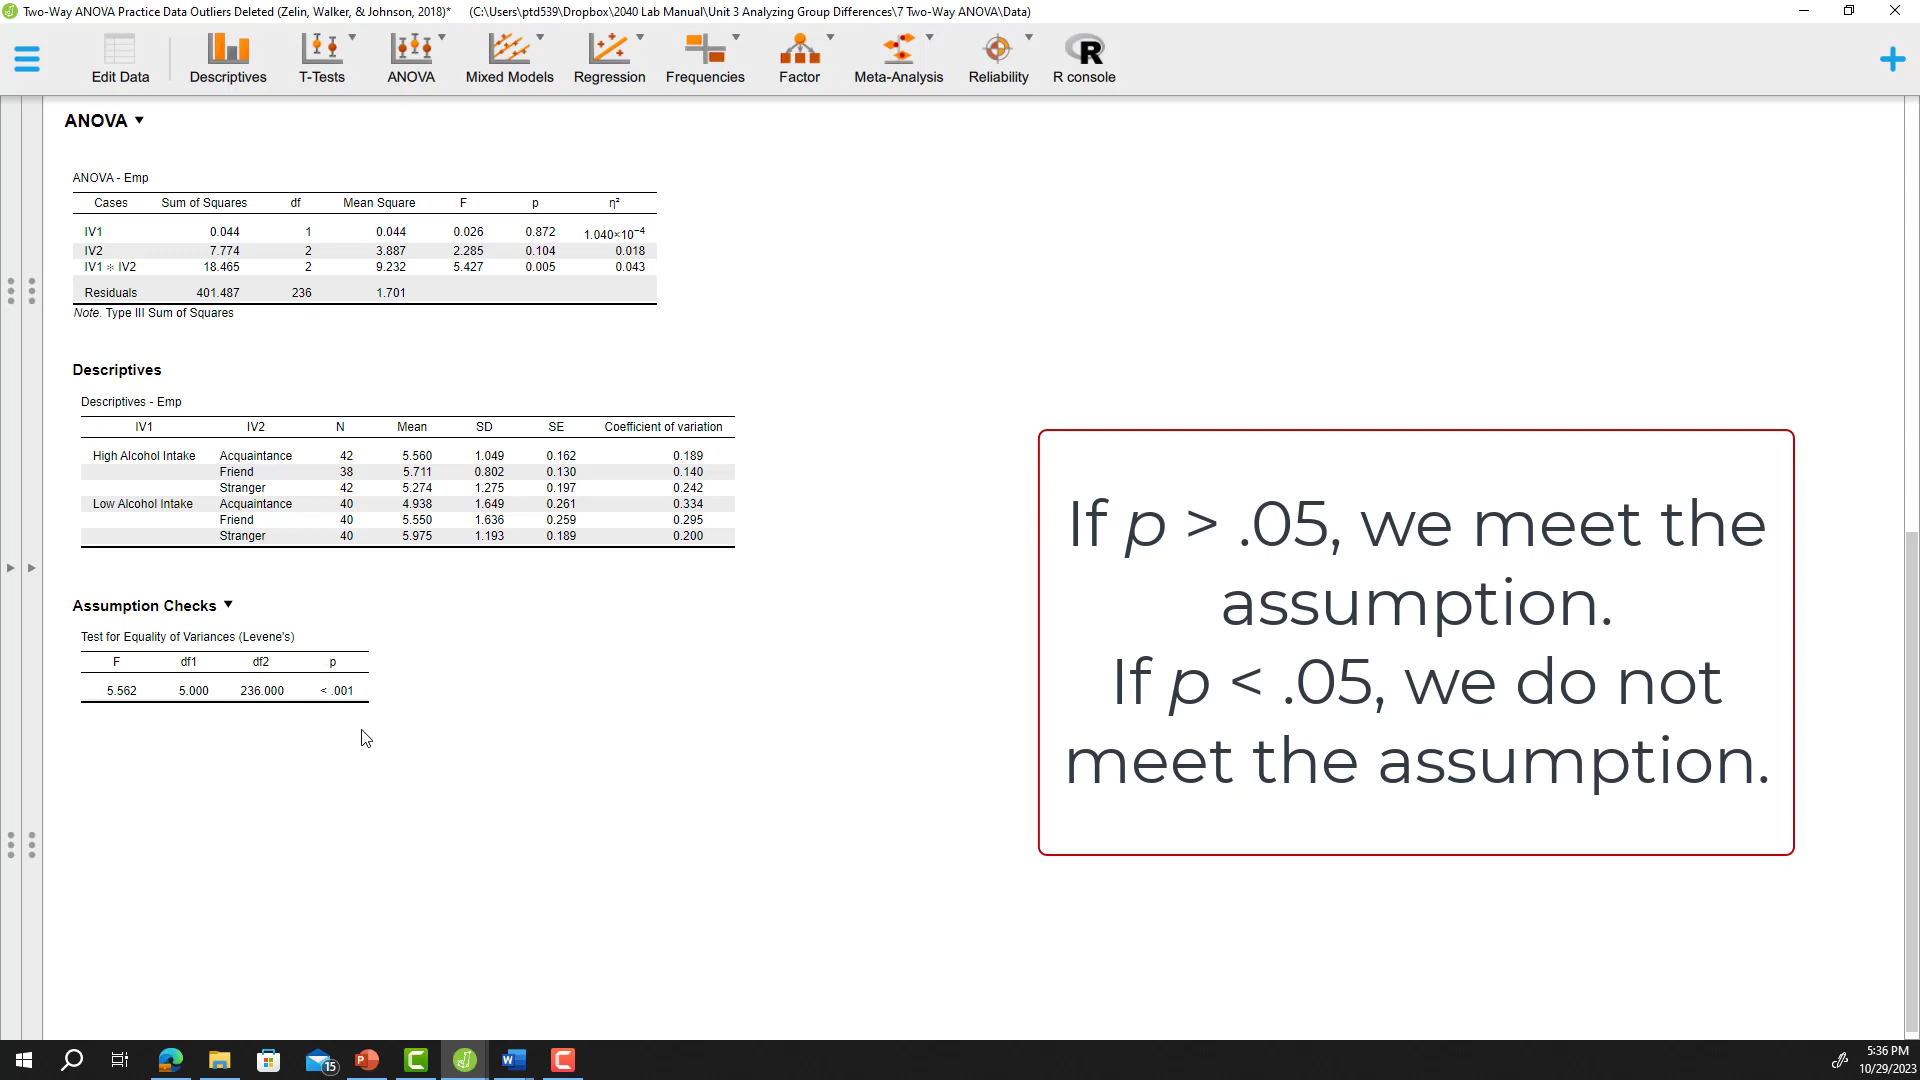 Two-Way ANOVA Practice Data Outliers Deleted (Zelin, Walker, & Johnson, 2018)* (C:\Users\ptd539\Dropbox\2040 Lab Manual\Unit 3 Analyzing Group Differences\7 Two-Way ANOVA\Data)
Edit Data Descriptives T-Tests ANOVA Mixed Models Regression Frequencies Factor Meta-Analysis Reliability R console
ANOVA
ANOVA - Emp
Cases Sum of Squares df Mean Square F p η²
IV1 0.044 1 0.044 0.026 0.872 1.040×10⁻⁴
IV2 7.774 2 3.887 2.285 0.104 0.018
IV1 ✻ IV2 18.465 2 9.232 5.427 0.005 0.043
Residuals 401.487 236 1.701
Note. Type III Sum of Squares
Descriptives
Descriptives - Emp
IV1 IV2 N Mean SD SE Coefficient of variation
High Alcohol Intake Acquaintance 42 5.560 1.049 0.162 0.189
Friend 38 5.711 0.802 0.130 0.140
Stranger 42 5.274 1.275 0.197 0.242
Low Alcohol Intake Acquaintance 40 4.938 1.649 0.261 0.334
Friend 40 5.550 1.636 0.259 0.295
Stranger 40 5.975 1.193 0.189 0.200
Assumption Checks
Test for Equality of Variances (Levene's)
F df1 df2 p
5.562 5.000 236.000 < .001
If p > .05, we meet the
assumption.
If p < .05, we do not
meet the assumption.
15
5:36 PM
10/29/2023